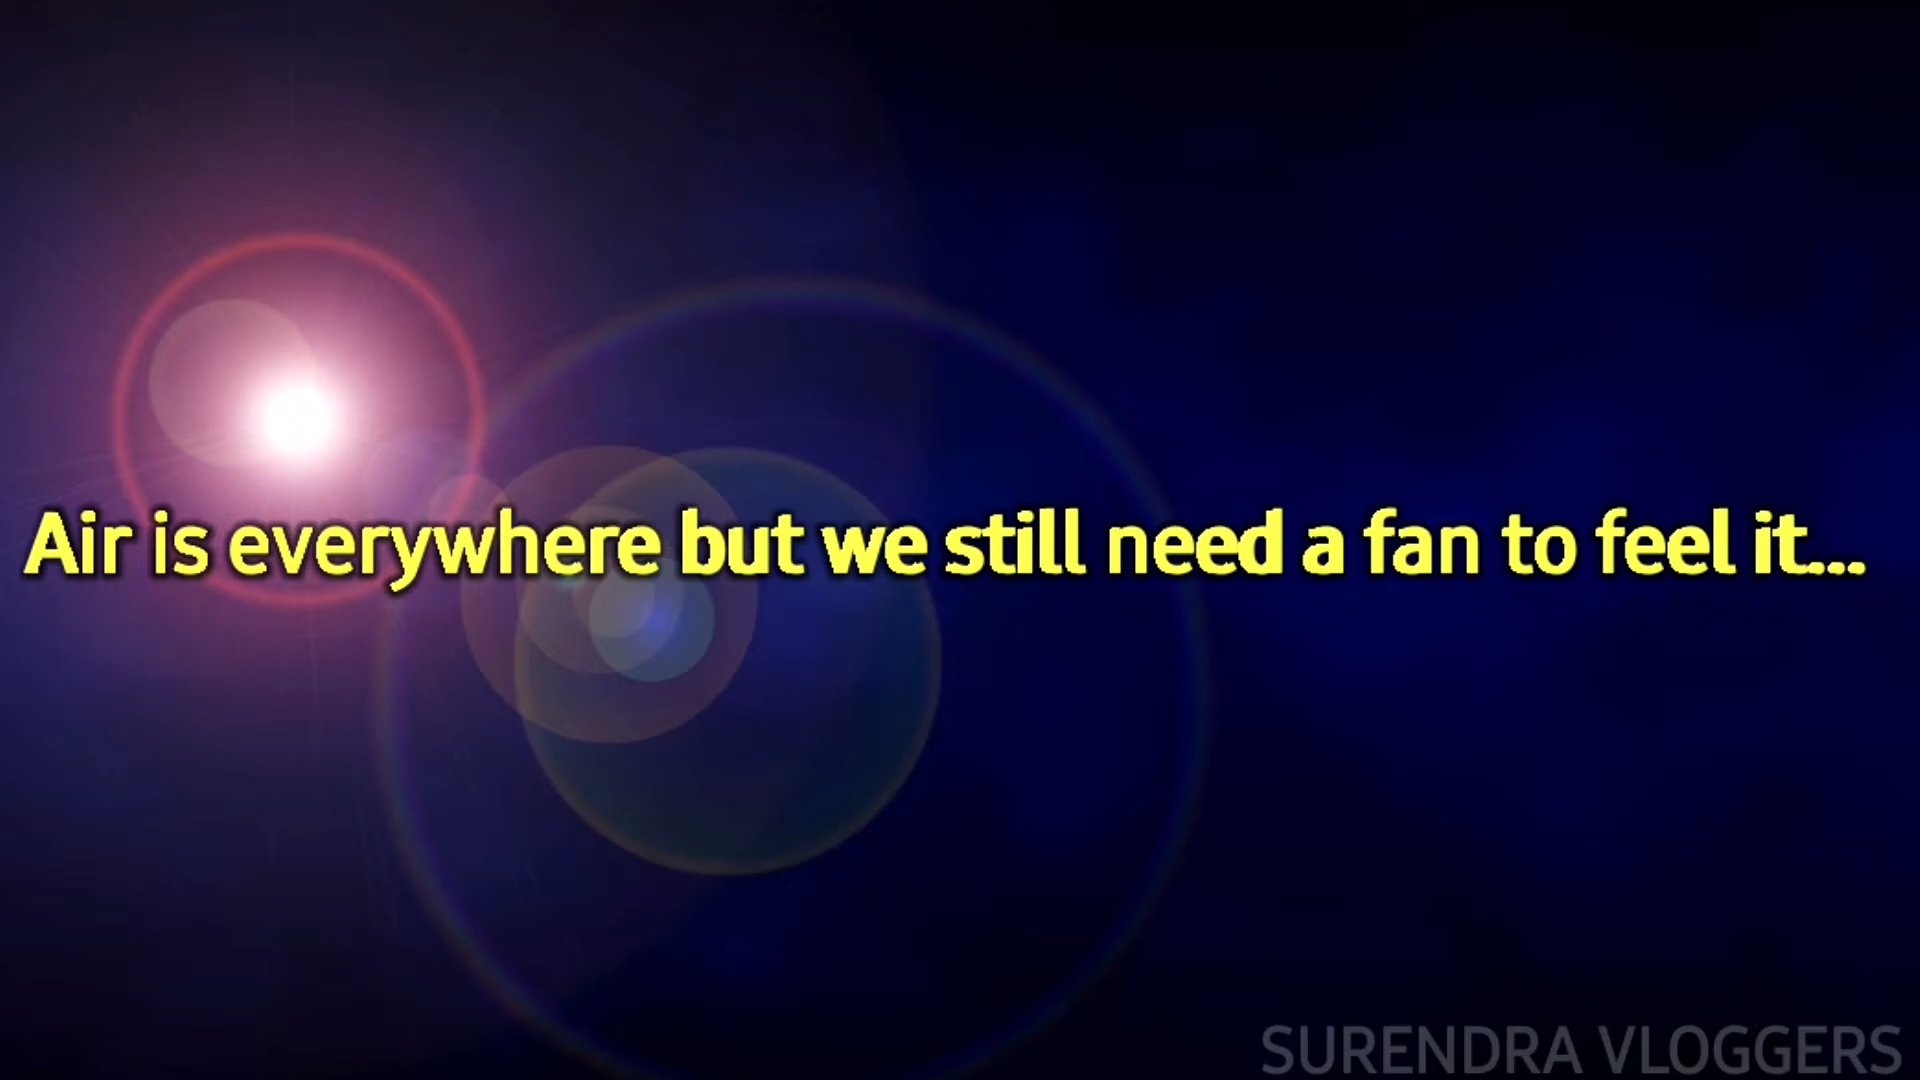 Air is everywhere but we still need a fan to feel it...
SURENDRA VLOGGERS